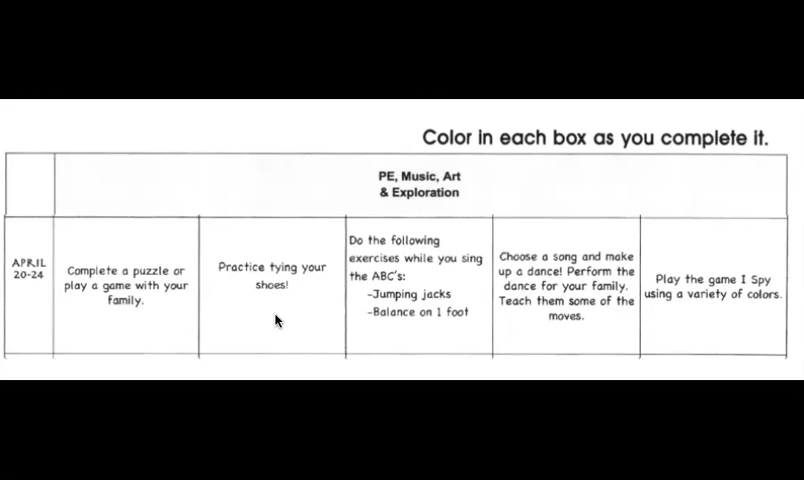 Color in each box as you complete it.
PE, Music, Art
& Exploration
APRIL
20-24
Complete a puzzle or
play a game with your
family.
Practice tying your
shoes!
Do the following
exercises while you sing
the ABC's:
-Jumping jacks
-Balance on 1 foot
Choose a song and make
up a dance! Perform the
dance for your family.
Teach them some of the
moves.
Play the game I Spy
using a variety of colors.